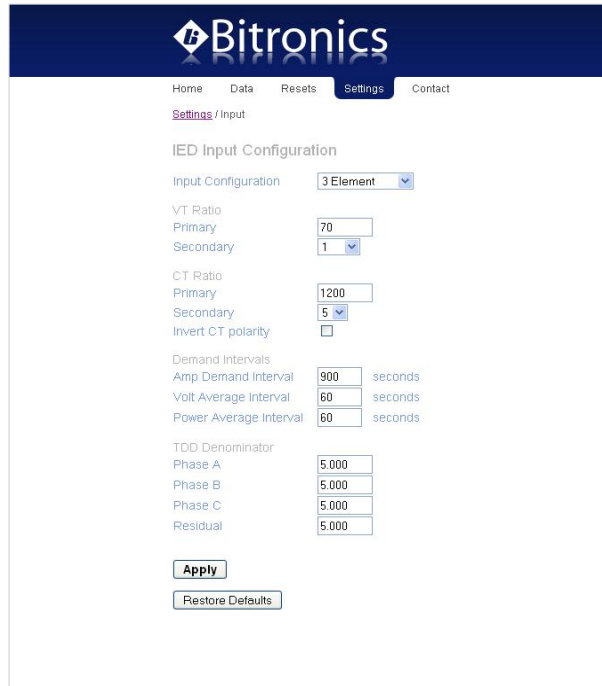 Bitronics
Home Data Resets Settings Contact
Settings / Input
IED Input Configuration
Input Configuration 3 Element
VT Ratio
Primary 70
Secondary 1
CT Ratio
Primary 1200
Secondary 5
Invert CT polarity
Demand Intervals
Amp Demand Interval 900 seconds
Volt Average Interval 60 seconds
Power Average Interval 60 seconds
TDD Denominator
Phase A 5.000
Phase B 5.000
Phase C 5.000
Residual 5.000
Apply
Restore Defaults